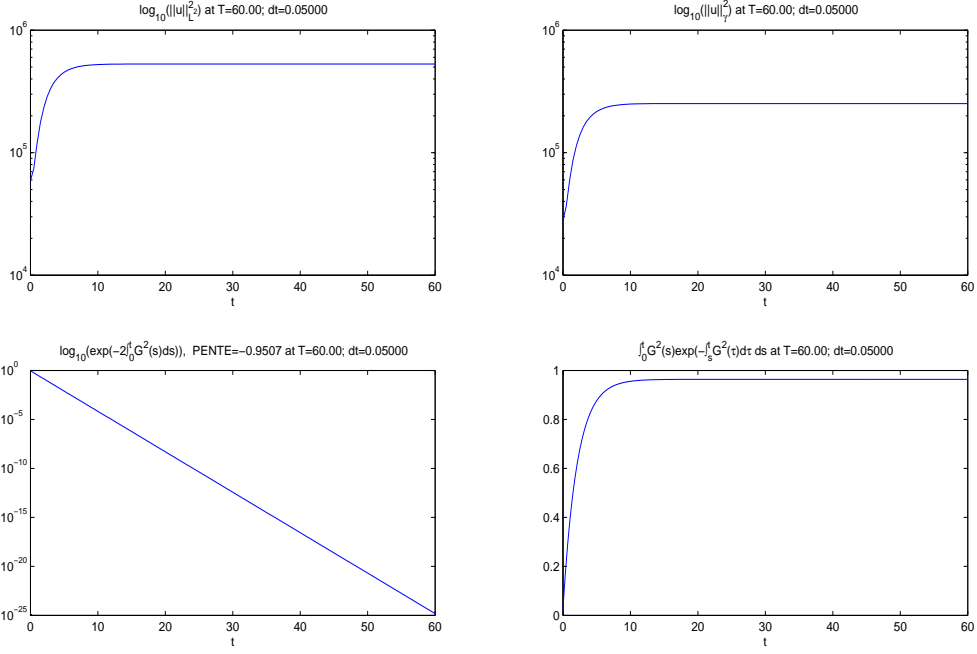 log10(||u||²_L²) at T=60.00; dt=0.05000
10^6
10^5
10^4
0 10 20 30 40 50 60
t
log10(||u||²_γ) at T=60.00; dt=0.05000
10^6
10^5
10^4
0 10 20 30 40 50 60
t
log10(exp(-2∫₀ᵗG²(s)ds)), PENTE=-0.9507 at T=60.00; dt=0.05000
10^0
10^-5
10^-10
10^-15
10^-20
10^-25
0 10 20 30 40 50 60
t
∫₀ᵗG²(s)exp(-∫ₛᵗG²(τ)dτ ds at T=60.00; dt=0.05000
1
0.8
0.6
0.4
0.2
0
0 10 20 30 40 50 60
t